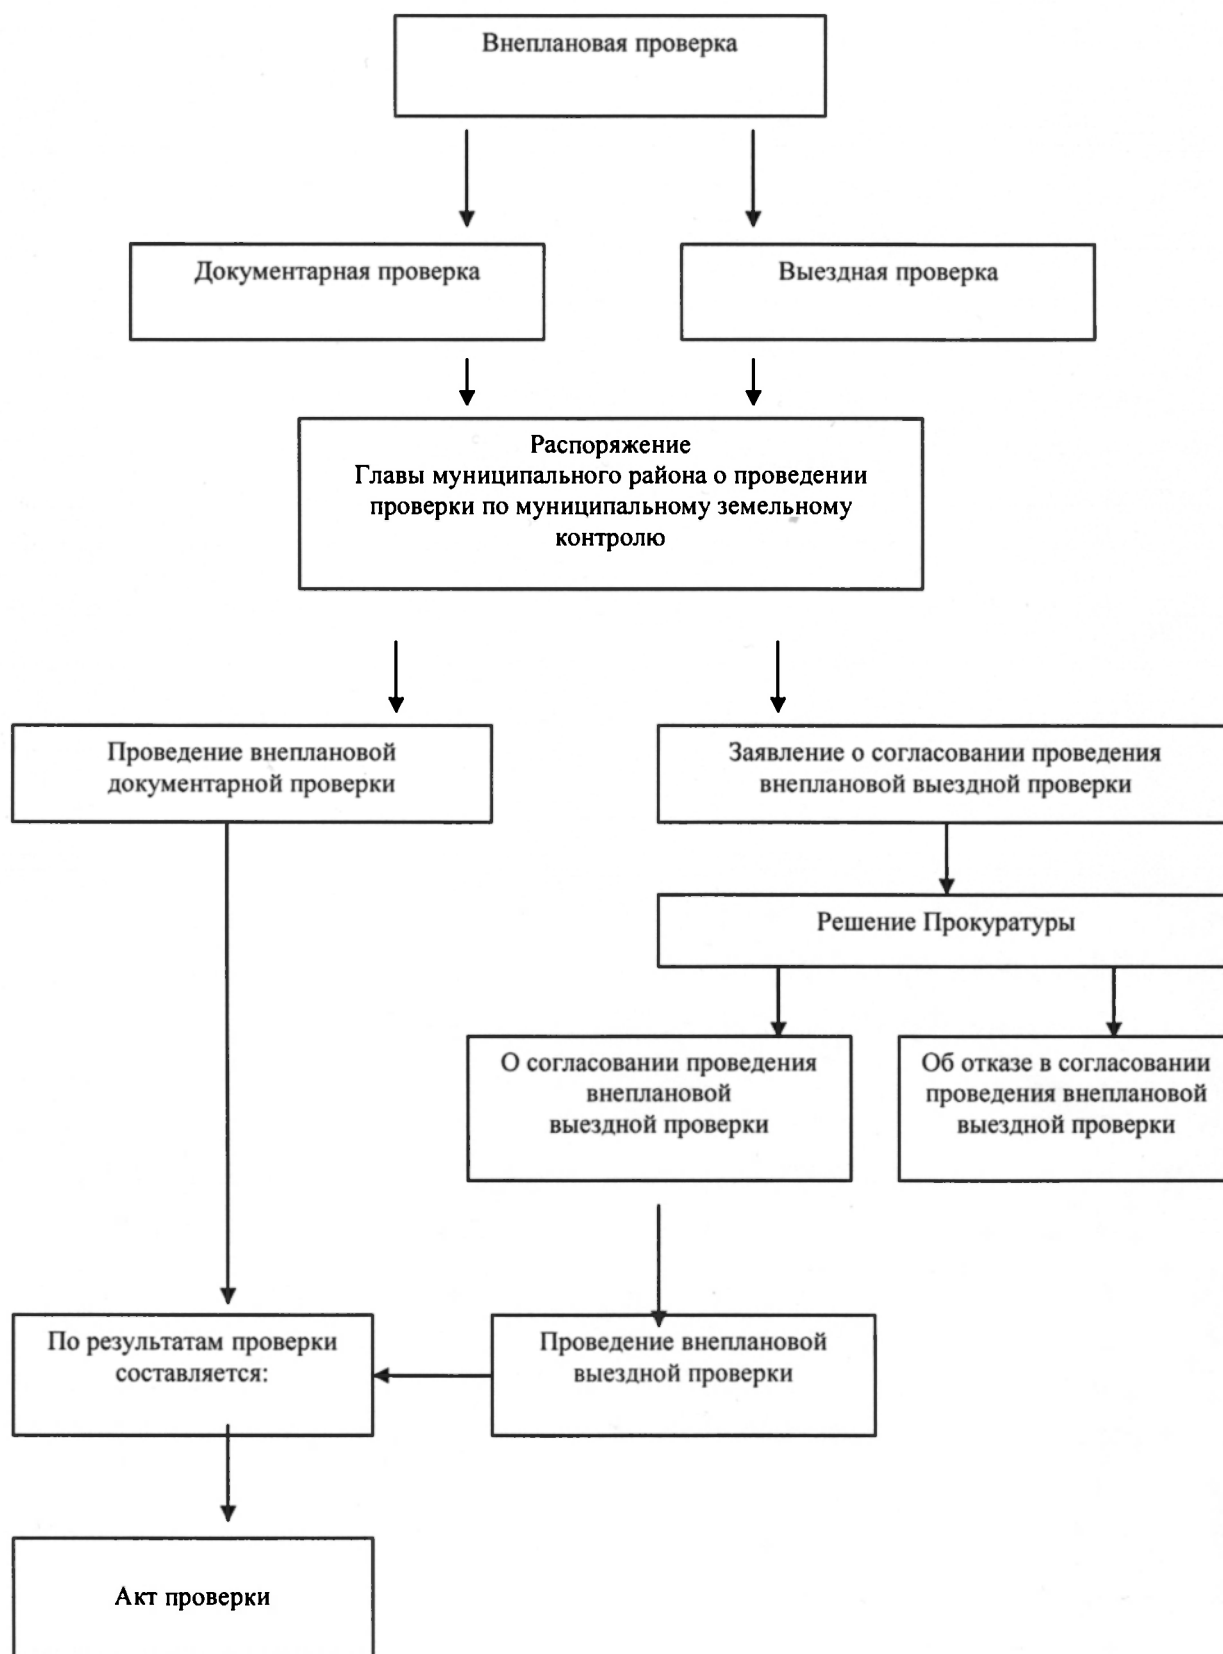 Внеплановая проверка
Документарная проверка
Выездная проверка
Распоряжение
Главы муниципального района о проведении
проверки по муниципальному земельному
контролю
Проведение внеплановой
документарной проверки
Заявление о согласовании проведения
внеплановой выездной проверки
Решение Прокуратуры
О согласовании проведения
внеплановой
выездной проверки
Об отказе в согласовании
проведения внеплановой
выездной проверки
По результатам проверки
составляется:
Проведение внеплановой
выездной проверки
Акт проверки